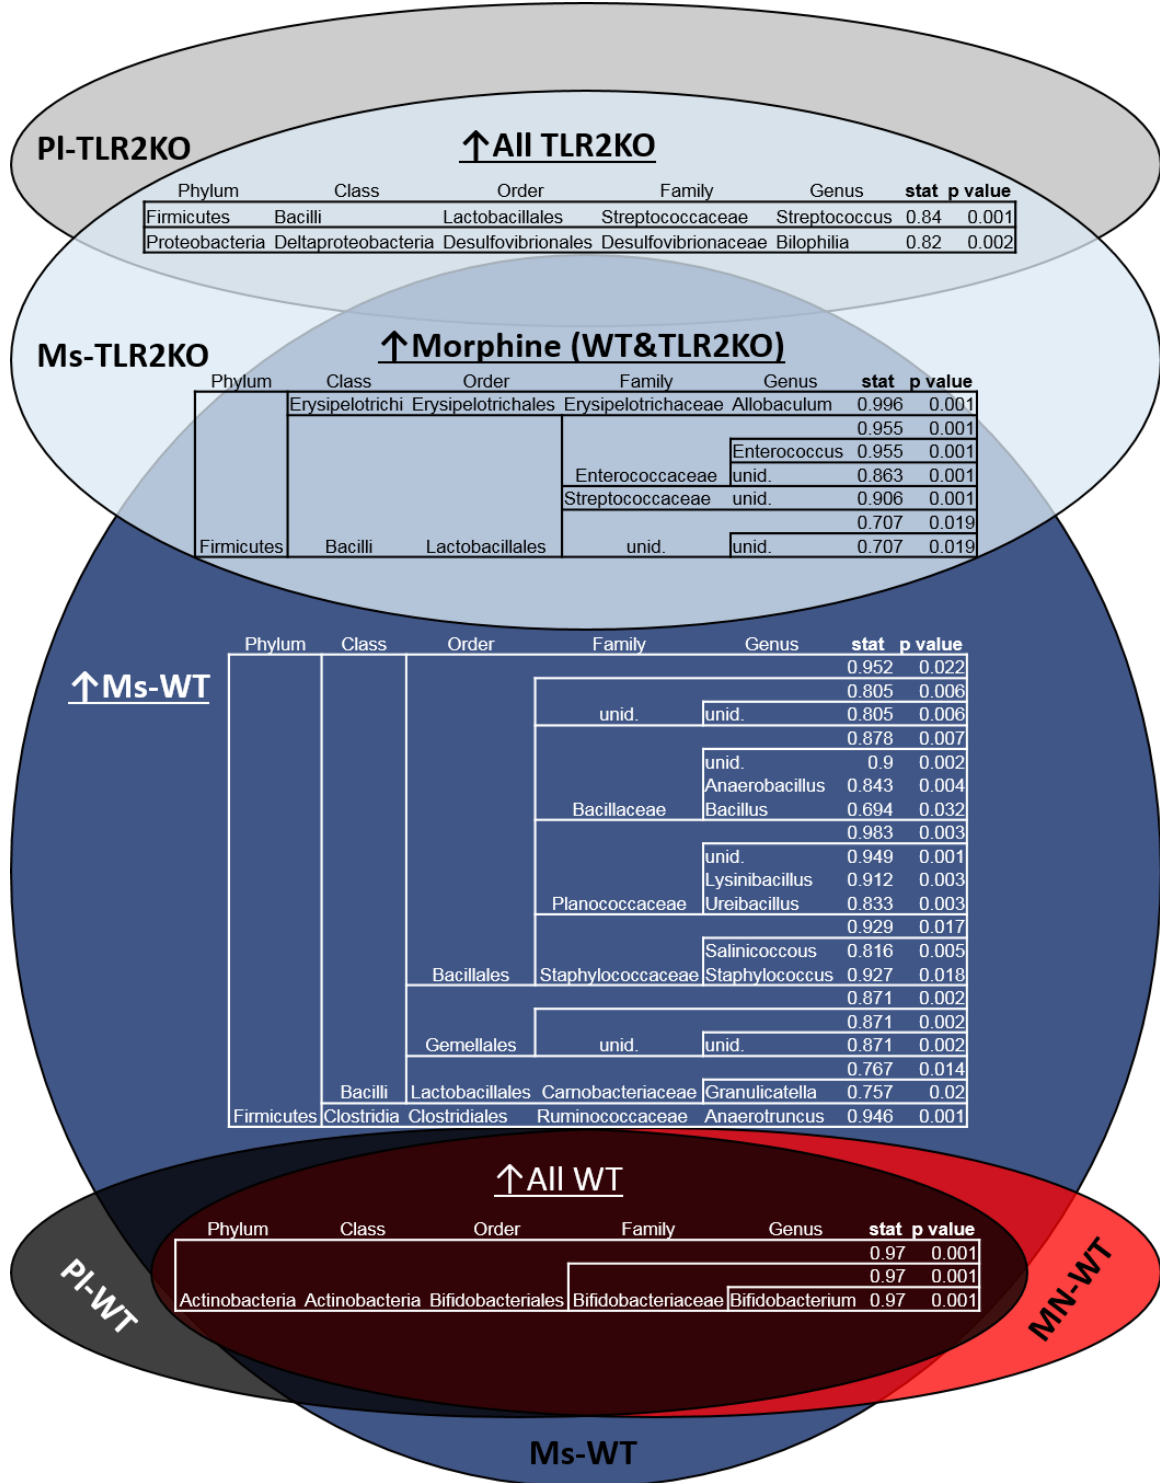 Pl-TLR2KO
↑All TLR2KO
Phylum Class Order Family Genus stat p value
Firmicutes Bacilli Lactobacillales Streptococcaceae Streptococcus 0.84 0.001
Proteobacteria Deltaproteobacteria Desulfovibrionales Desulfovibrionaceae Bilophilia 0.82 0.002
Ms-TLR2KO
↑Morphine (WT&TLR2KO)
Phylum Class Order Family Genus stat p value
Erysipelotrichi Erysipelotrichales Erysipelotrichaceae Allobaculum 0.996 0.001
0.955 0.001
Enterococcus 0.955 0.001
Enterococcaceae unid. 0.863 0.001
Streptococcaceae unid. 0.906 0.001
0.707 0.019
Firmicutes Bacilli Lactobacillales unid. unid. 0.707 0.019
↑Ms-WT
Phylum Class Order Family Genus stat p value
0.952 0.022
0.805 0.006
unid. unid. 0.805 0.006
0.878 0.007
unid. 0.9 0.002
Anaerobacillus 0.843 0.004
Bacillaceae Bacillus 0.694 0.032
0.983 0.003
unid. 0.949 0.001
Lysinibacillus 0.912 0.003
Planococcaceae Ureibacillus 0.833 0.003
0.929 0.017
Salinicoccous 0.816 0.005
Bacillales Staphylococcaceae Staphylococcus 0.927 0.018
0.871 0.002
0.871 0.002
Gemellales unid. unid. 0.871 0.002
0.767 0.014
Bacilli Lactobacillales Carnobacteriaceae Granulicatella 0.757 0.02
Firmicutes Clostridia Clostridiales Ruminococcaceae Anaerotruncus 0.946 0.001
↑All WT
Phylum Class Order Family Genus stat p value
0.97 0.001
0.97 0.001
Actinobacteria Actinobacteria Bifidobacteriales Bifidobacteriaceae Bifidobacterium 0.97 0.001
Pl-WT
MN-WT
Ms-WT